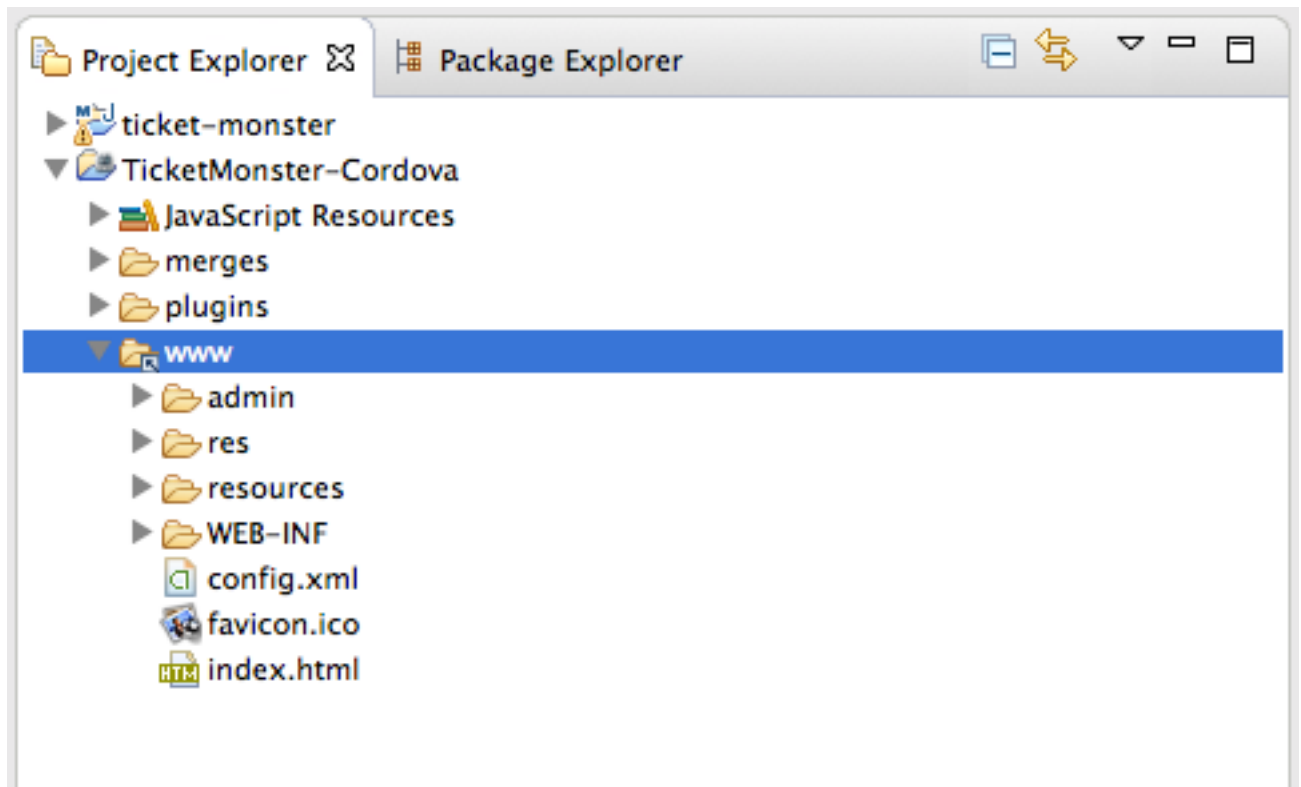 Project Explorer Package Explorer
ticket-monster
TicketMonster-Cordova
JavaScript Resources
merges
plugins
www
admin
res
resources
WEB-INF
config.xml
favicon.ico
index.html